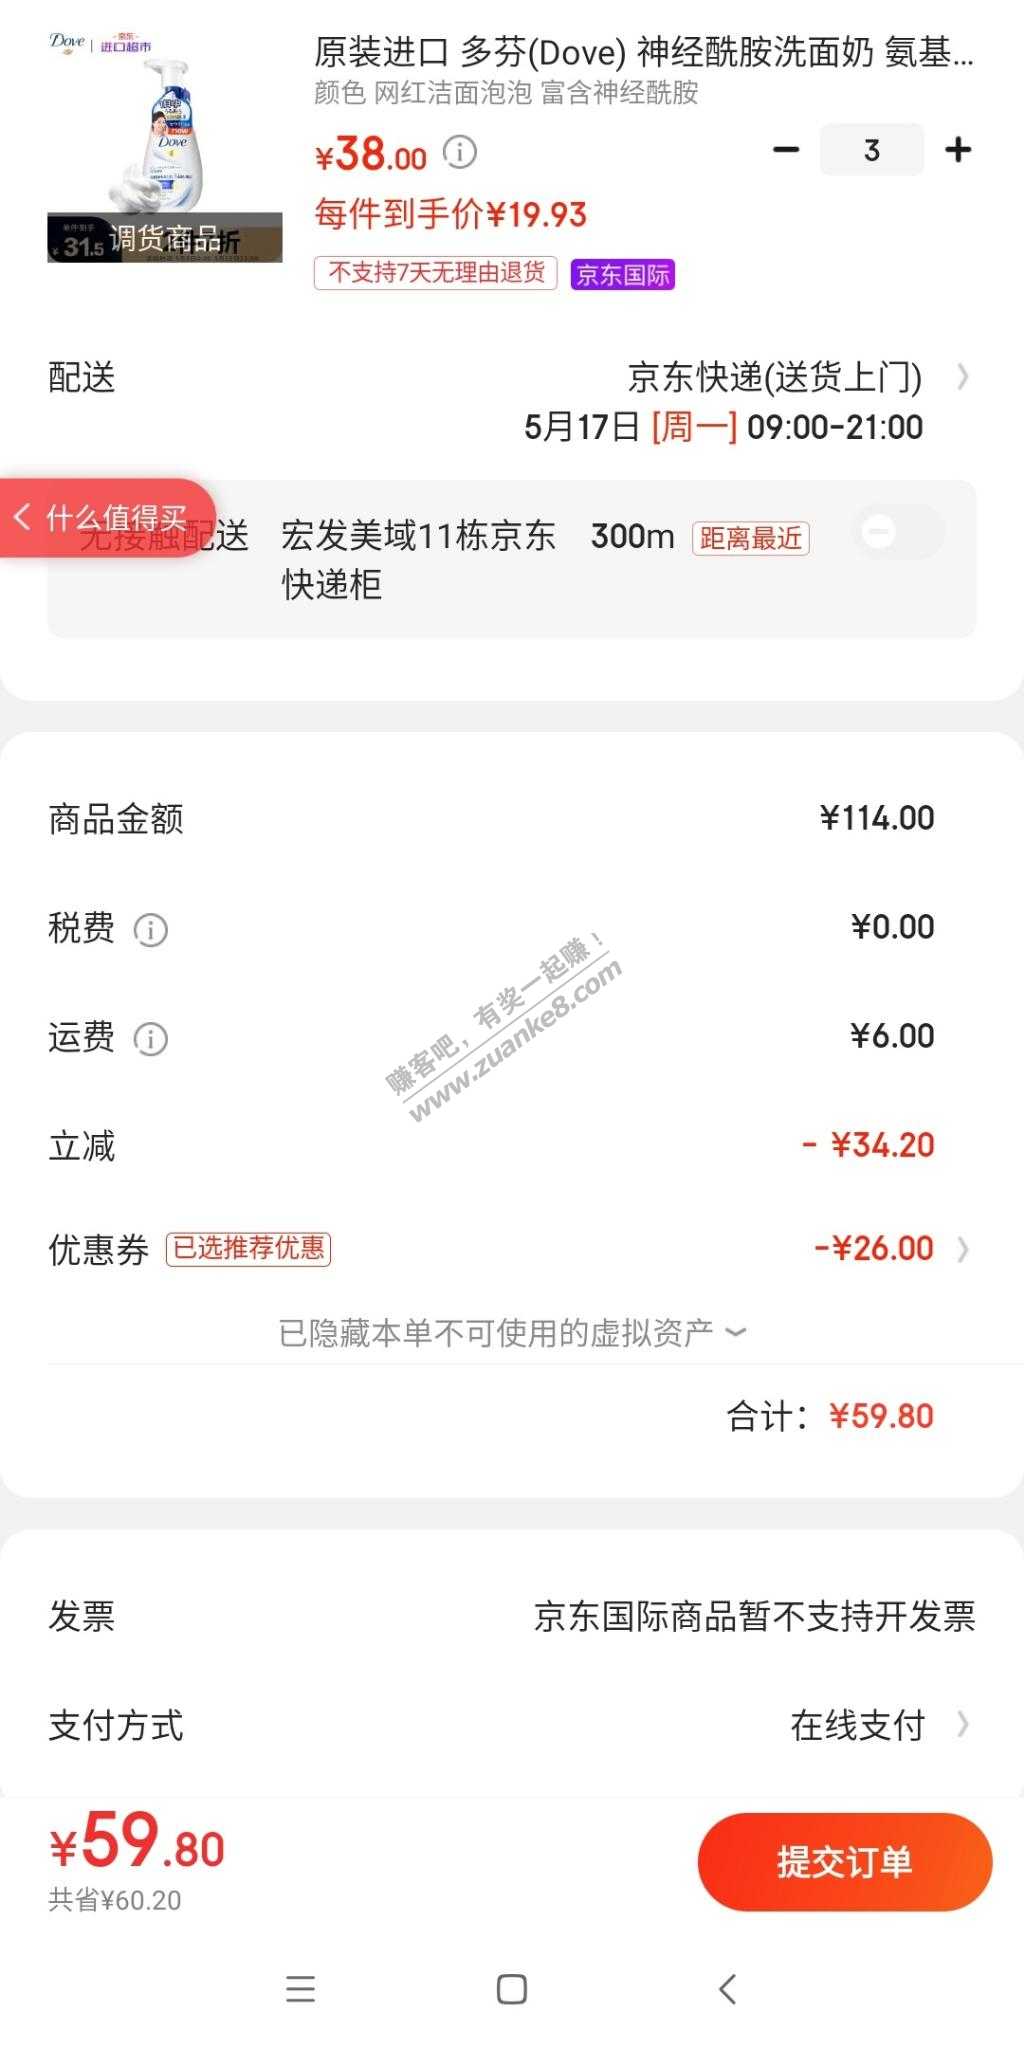 Dove | 京东进口超市
原装进口 多芬(Dove) 神经酰胺洗面奶 氨基...
颜色 网红洁面泡泡 富含神经酰胺
¥38.00
3
每件到手价¥19.93
¥31.5
调货商品
折
不支持7天无理由退货 京东国际
配送
京东快递(送货上门)
5月17日 [周一] 09:00-21:00
什么值得买
无接触配送 宏发美域11栋京东快递柜 300m 距离最近
商品金额 ¥114.00
税费 ¥0.00
运费 ¥6.00
赚客吧，有奖一起赚！
www.zuanke8.com
立减 - ¥34.20
优惠券 已选推荐优惠 -¥26.00
已隐藏本单不可使用的虚拟资产
合计： ¥59.80
发票 京东国际商品暂不支持开发票
支付方式 在线支付
¥59.80
共省¥60.20
提交订单